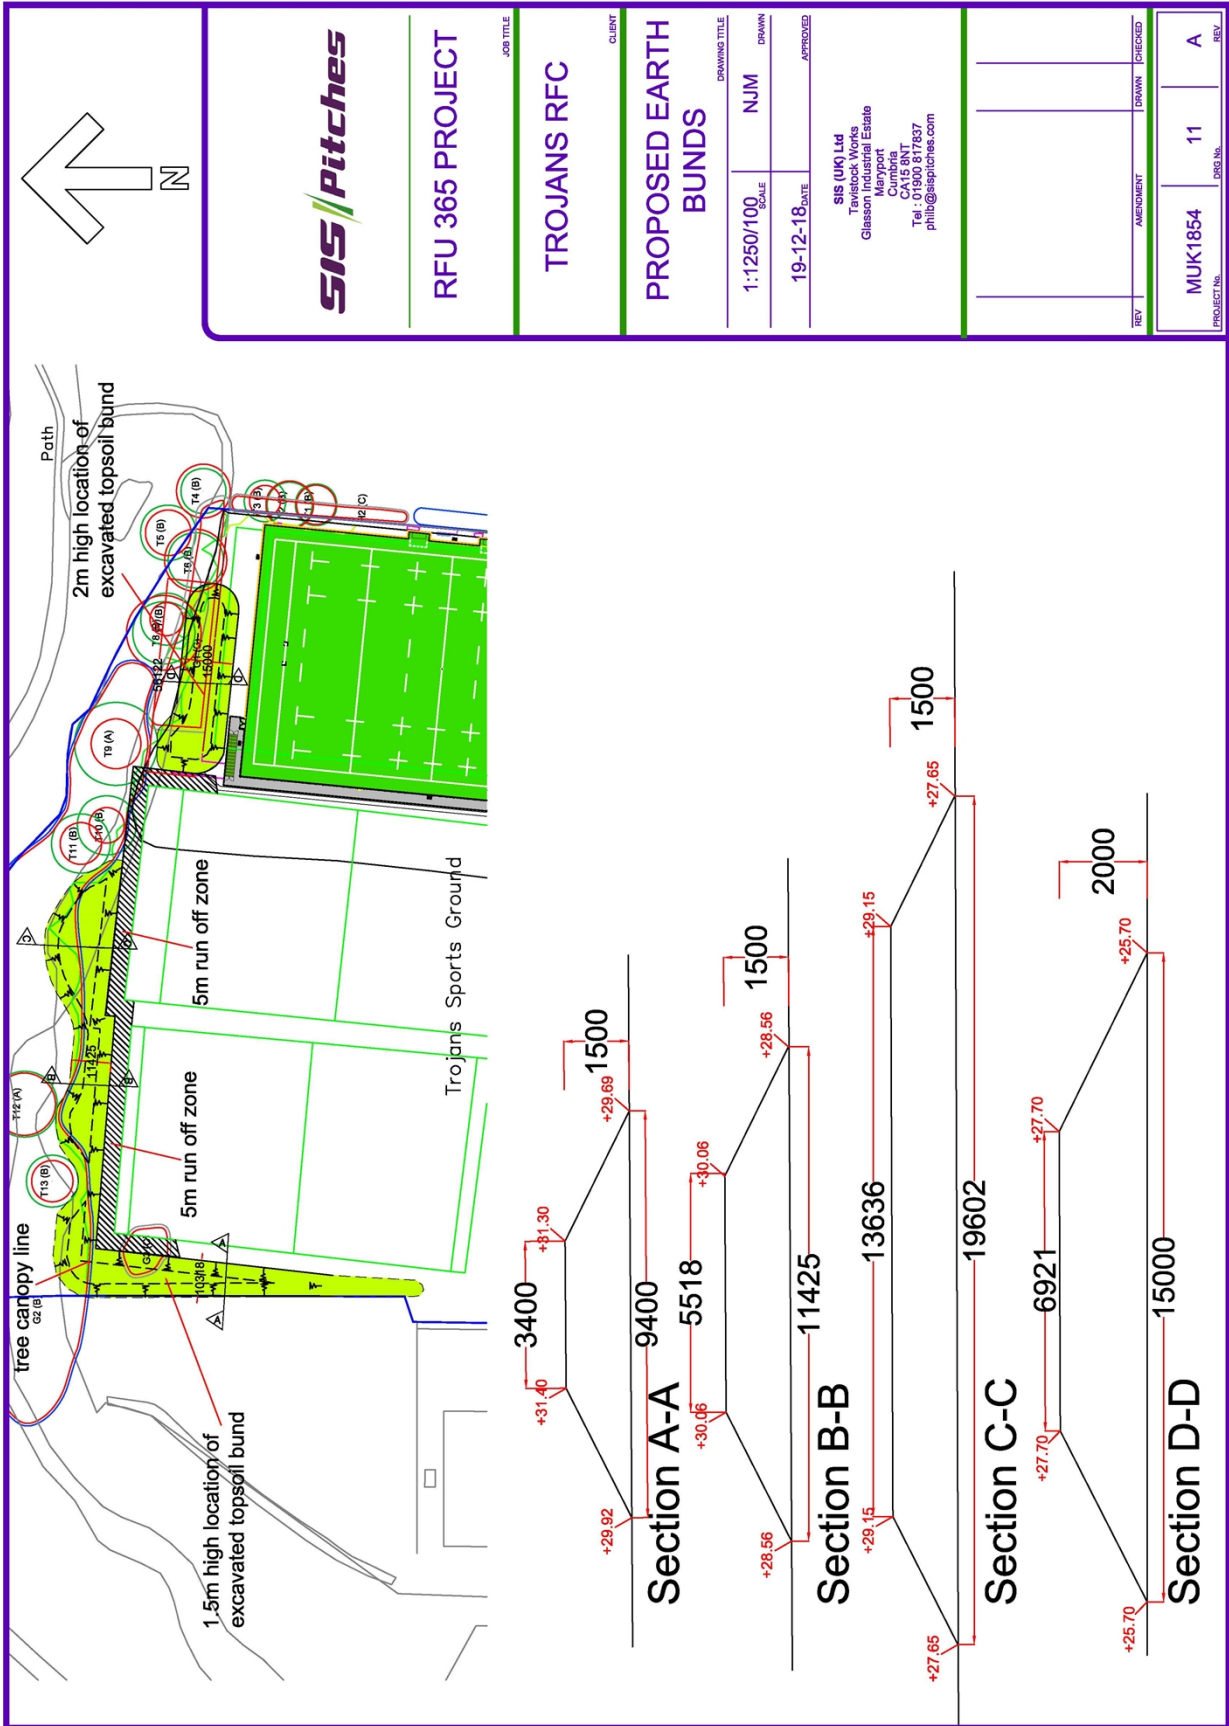 tree canopy line
G2 (B)
T13 (B)
T12 (A)
T11 (B)
T10 (B)
T9 (A)
T8 (B)
T5 (B)
T6 (B)
T4 (B)
Path
2m high location of
excavated topsoil bund
1.5m high location of
excavated topsoil bund
5m run off zone
5m run off zone
Trojans Sports Ground
A
A
B
B
C
C
D
D
10318
11425
56122
15000
H2 (C)
3400
1500
+31.40
+31.30
+29.92
+29.69
9400
Section A-A
5518
1500
+30.06
+30.06
+28.56
+28.56
11425
Section B-B
13636
1500
+29.15
+29.15
+27.65
+27.65
19602
Section C-C
6921
2000
+27.70
+27.70
+25.70
+25.70
15000
Section D-D
N
SIS Pitches
RFU 365 PROJECT
JOB TITLE
TROJANS RFC
CLIENT
PROPOSED EARTH
BUNDS
DRAWING TITLE
1:1250/100
SCALE
NJM
DRAWN
19-12-18
DATE
APPROVED
SIS (UK) Ltd
Tavistock Works
Glasson Industrial Estate
Maryport
Cumbria
CA15 8NT
Tel : 01900 817837
philb@sispitches.com
REV
AMENDMENT
DRAWN
CHECKED
MUK1854
PROJECT No.
11
DRG No.
A
REV